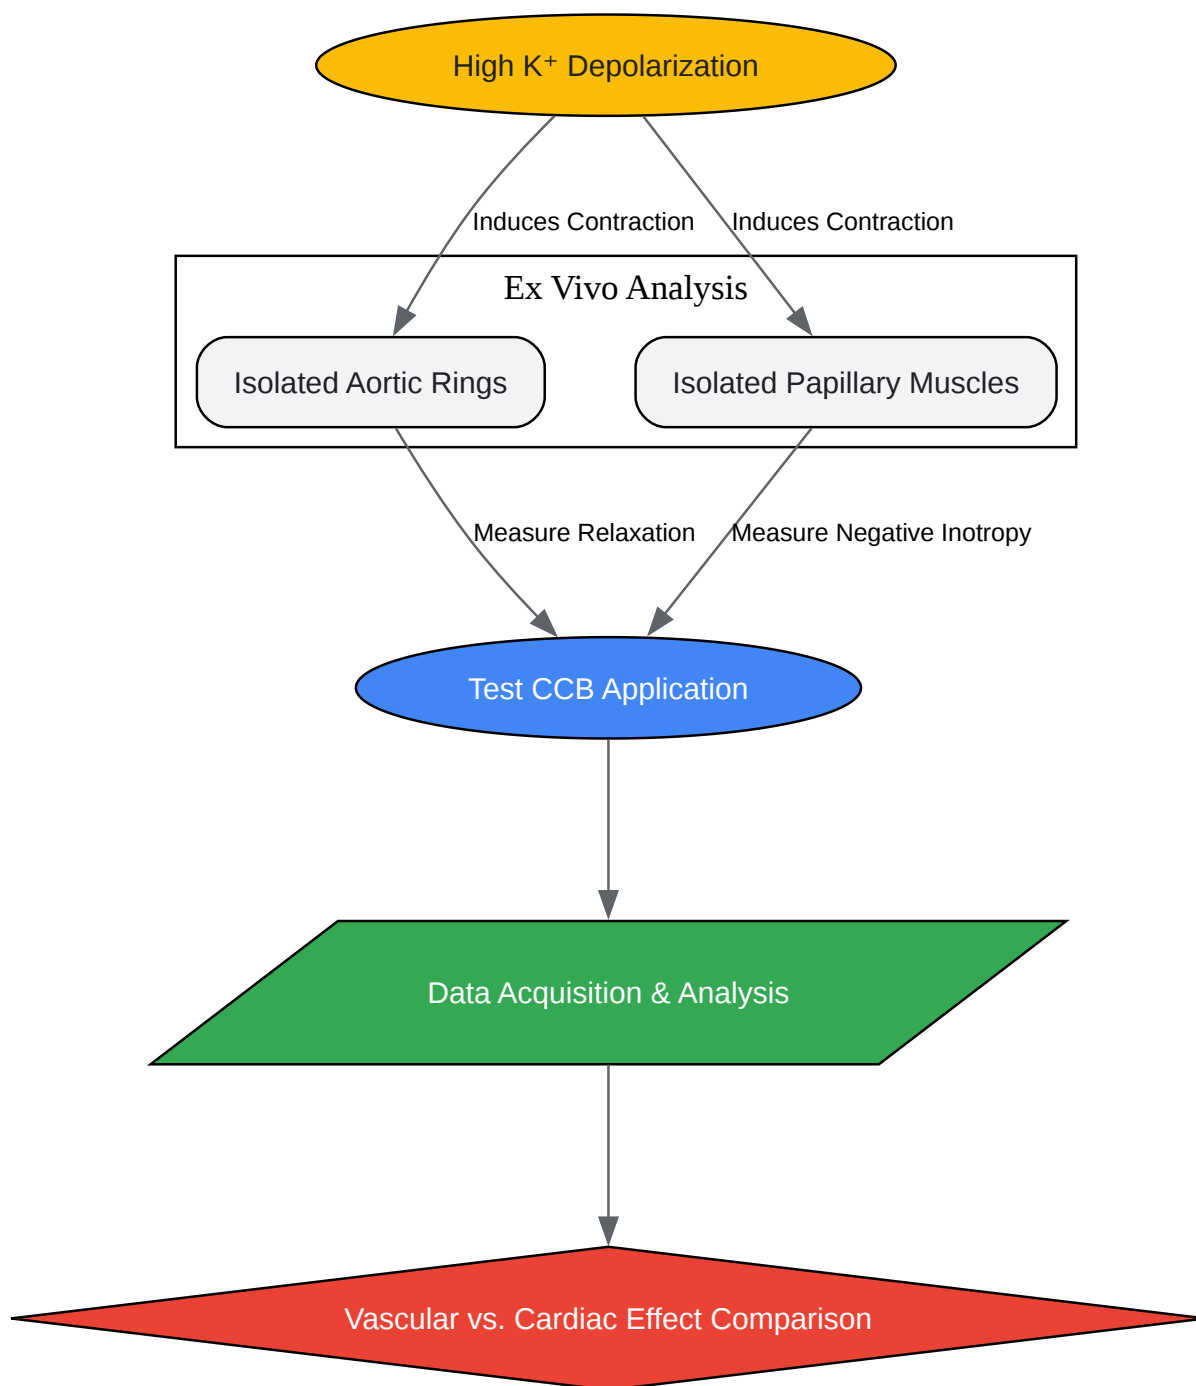 High K⁺ Depolarization
Induces Contraction
Induces Contraction
Ex Vivo Analysis
Isolated Aortic Rings
Isolated Papillary Muscles
Measure Relaxation
Measure Negative Inotropy
Test CCB Application
Data Acquisition & Analysis
Vascular vs. Cardiac Effect Comparison